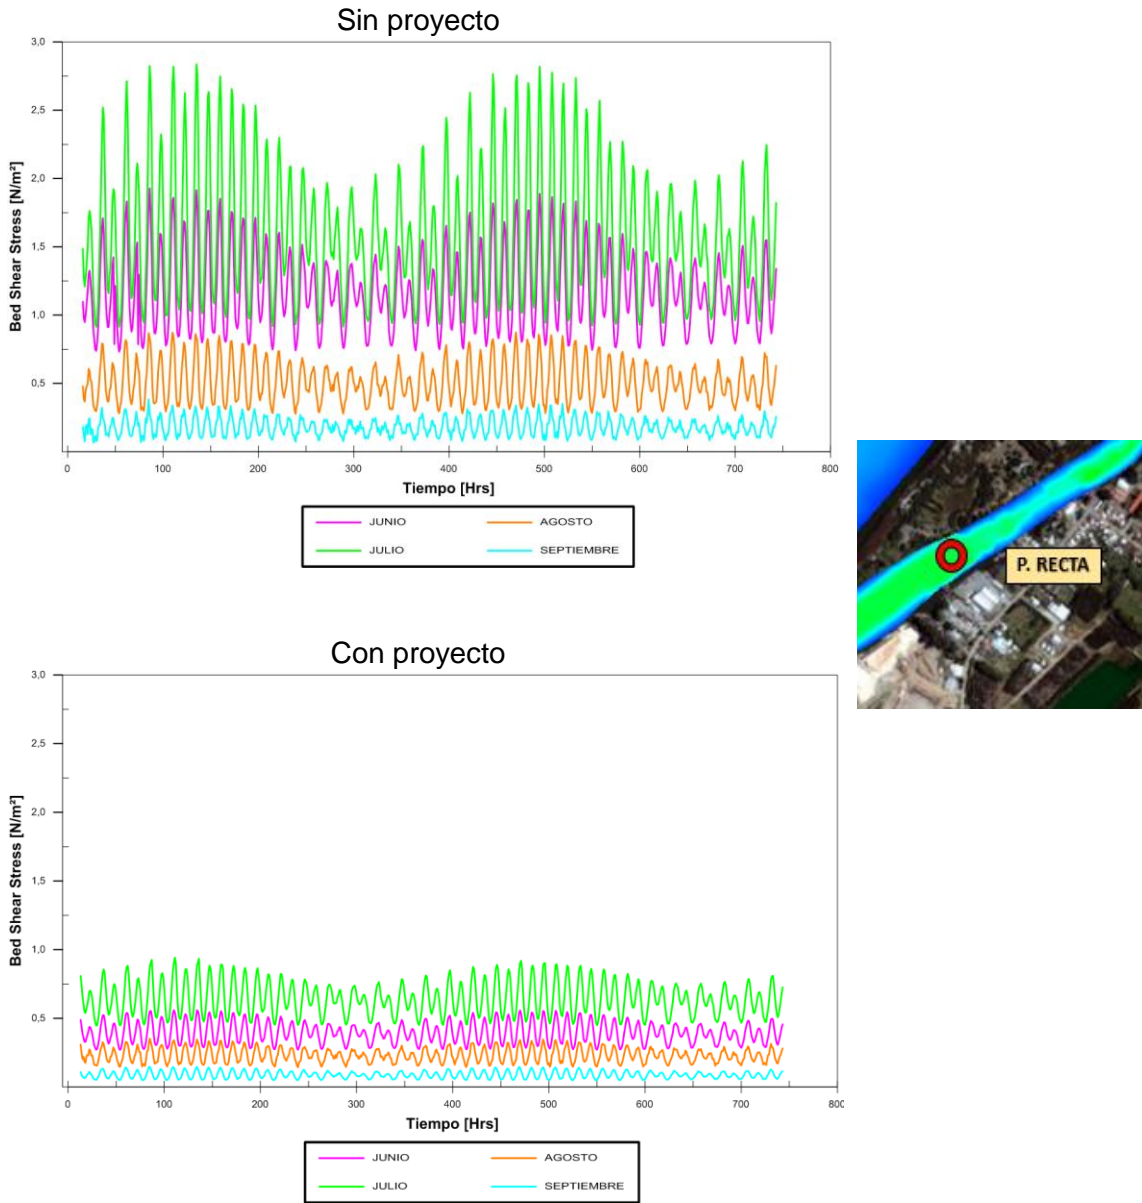 Sin proyecto
3,0
2,5
2,0
1,5
1,0
0,5
Bed Shear Stress [N/m²]
0 100 200 300 400 500 600 700 800
Tiempo [Hrs]
JUNIO AGOSTO
JULIO SEPTIEMBRE
P. RECTA
Con proyecto
3,0
2,5
2,0
1,5
1,0
0,5
Bed Shear Stress [N/m²]
0 100 200 300 400 500 600 700 800
Tiempo [Hrs]
JUNIO AGOSTO
JULIO SEPTIEMBRE